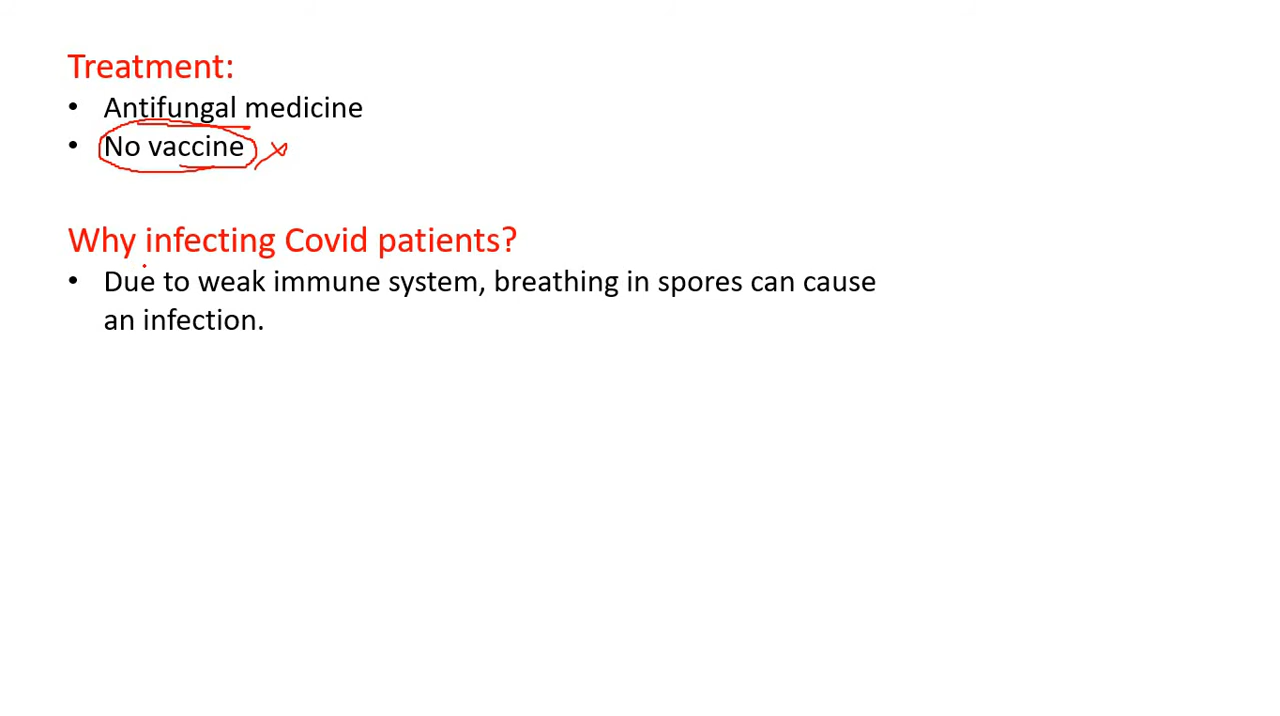 Treatment:
• Antifungal medicine
• No vaccine
Why infecting Covid patients?
• Due to weak immune system, breathing in spores can cause
an infection.